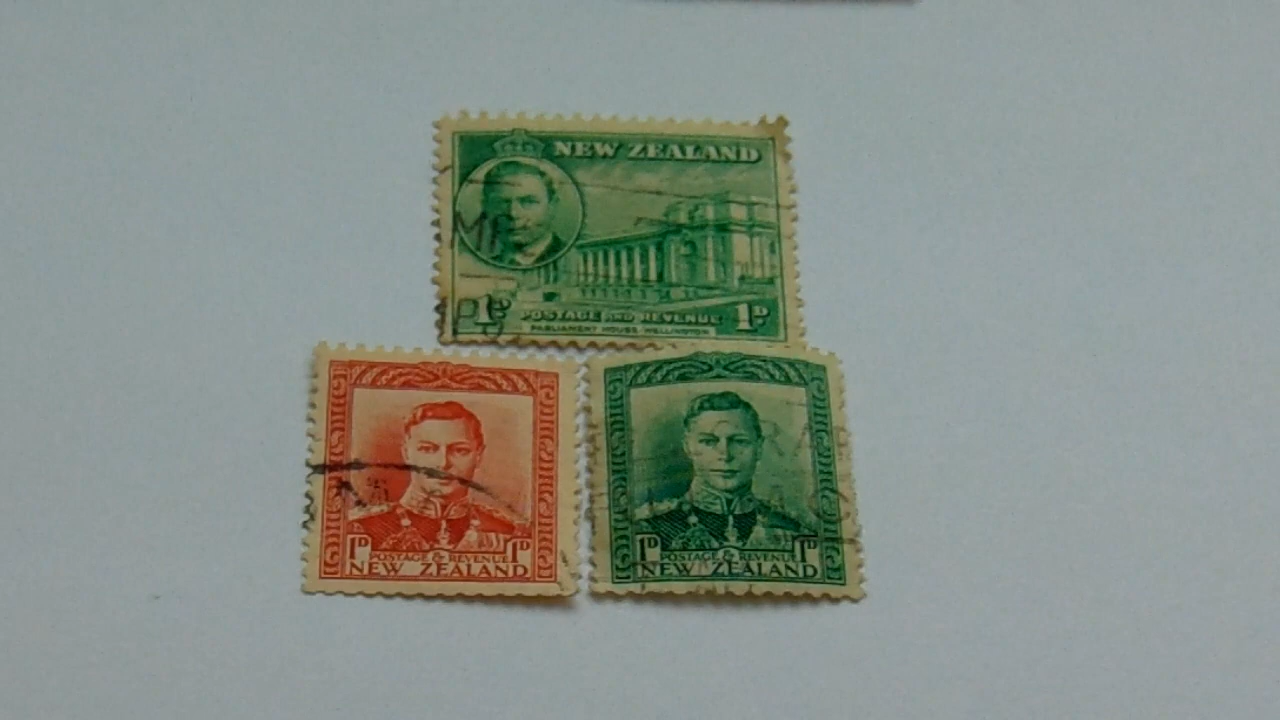 NEW ZEALAND
1D POSTAGE AND REVENUE 1D
PARLIAMENT HOUSE, WELLINGTON
1D POSTAGE & REVENUE 1D
NEW ZEALAND
1D POSTAGE & REVENUE 1D
NEW ZEALAND